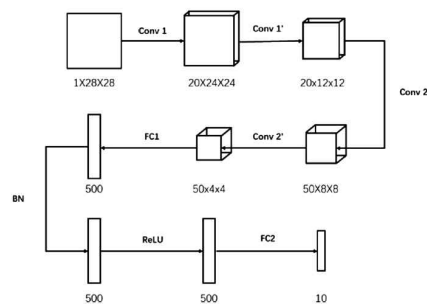 Conv 1
Conv 1'
1X28X28
20X24X24
20x12x12
Conv 2
FC1
Conv 2'
500
50x4x4
50X8X8
BN
ReLU
FC2
500
500
10